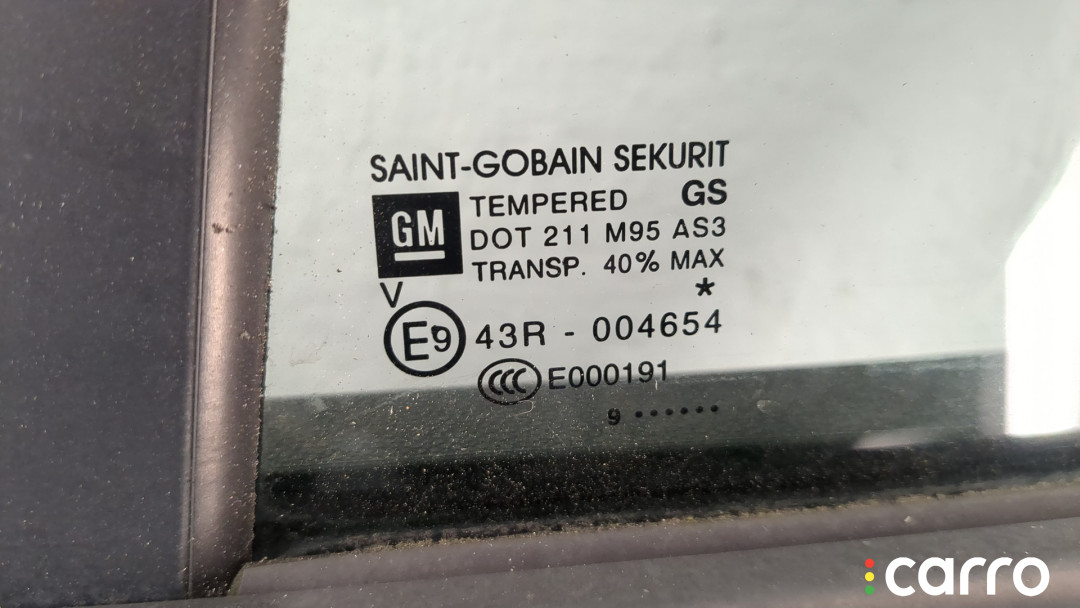 SAINT-GOBAIN SEKURIT
GM
TEMPERED GS
DOT 211 M95 AS3
TRANSP. 40% MAX
V *
E9 43R - 004654
CCC E000191
9 ••••••
carro